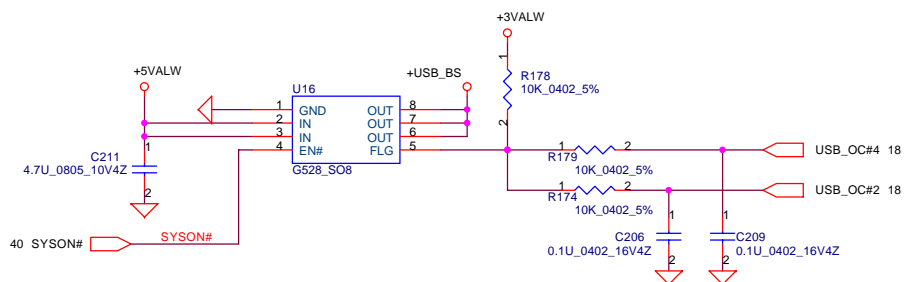 +3VALW
+5VALW
+USB_BS
1
R178
10K_0402_5%
2
U16
1 GND OUT 8
2 IN OUT 7
3 IN OUT 6
4 EN# FLG 5
G528_SO8
1
C211
4.7U_0805_10V4Z
2
R179 1 2 USB_OC#4 18
10K_0402_5%
R174 1 2 USB_OC#2 18
10K_0402_5%
40 SYSON# SYSON#
1 1
C206 C209
0.1U_0402_16V4Z 0.1U_0402_16V4Z
2 2